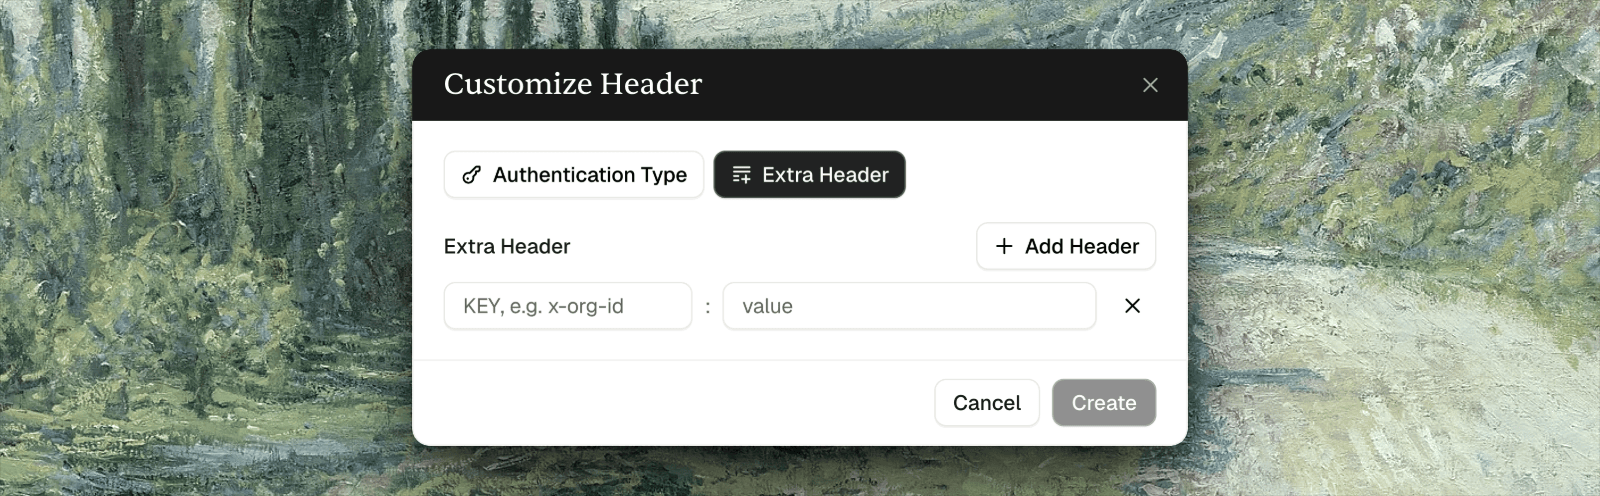 Customize Header
Authentication Type
Extra Header
Extra Header
Add Header
KEY, e.g. x-org-id : value
Cancel
Create